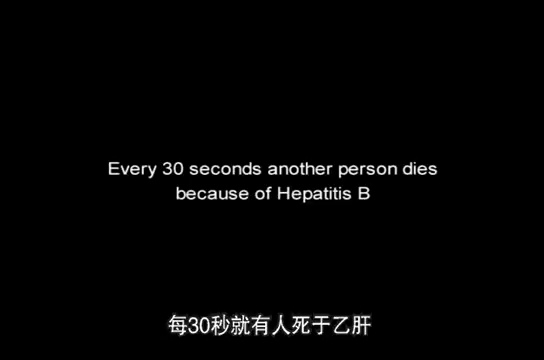 Every 30 seconds another person dies
because of Hepatitis B
每30秒就有人死于乙肝